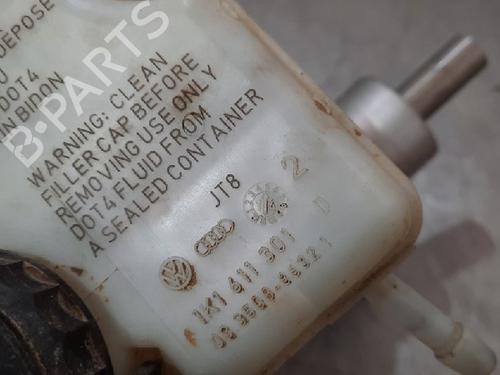 DEPOSE
DOT4
BIDON
WARNING: CLEAN
FILLER CAP BEFORE
REMOVING USE ONLY
DOT4 FLUID FROM
A SEALED CONTAINER
JT8
2
D
1K1 611 301
B-PARTS